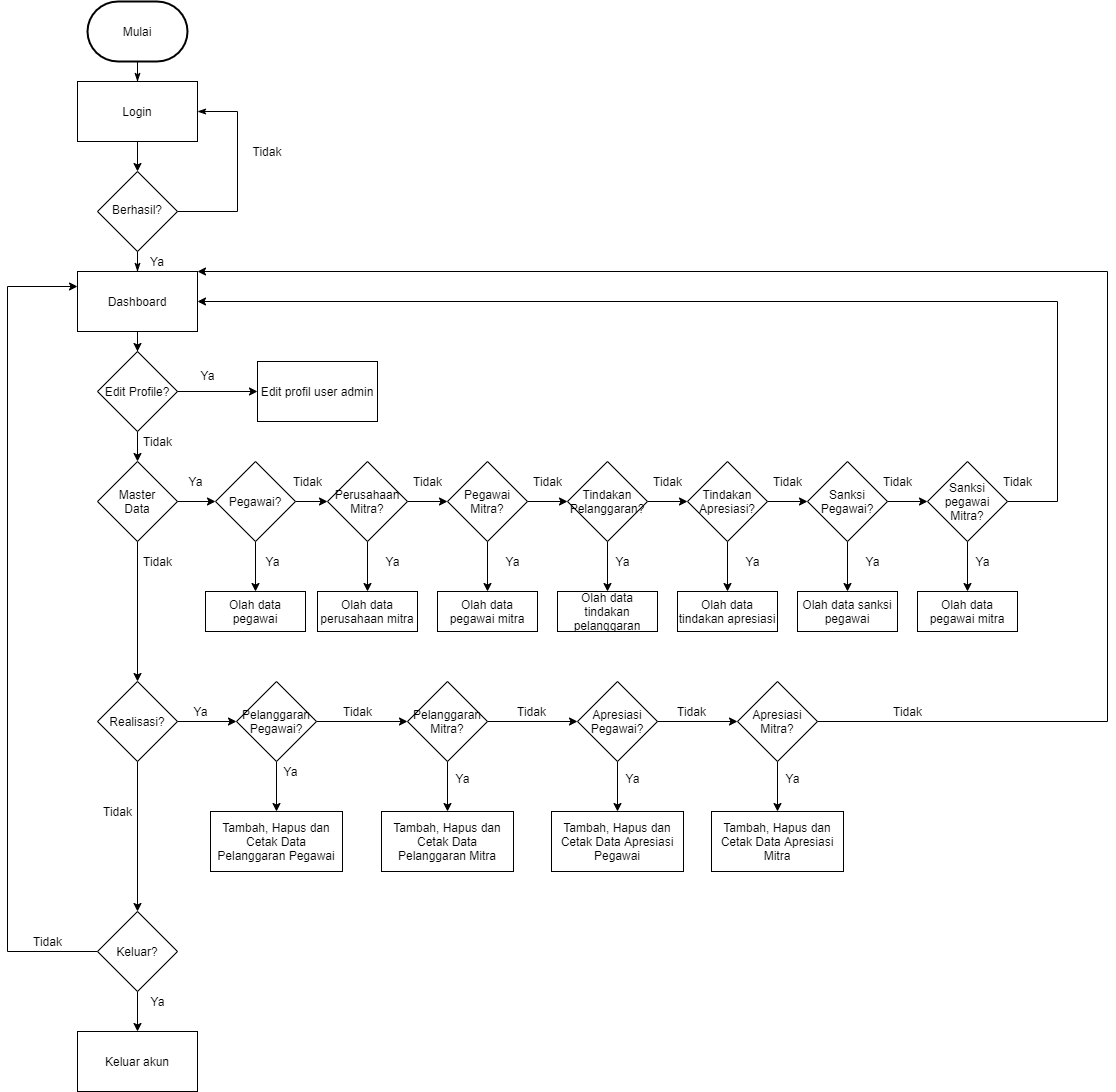 Mulai
Login
Tidak
Berhasil?
Ya
Dashboard
Ya
Edit Profile?
Edit profil user admin
Tidak
Ya
Tidak
Tidak
Tidak
Tidak
Tidak
Tidak
Tidak
Master
Data
Pegawai?
Perusahaan
Mitra?
Pegawai
Mitra?
Tindakan
Pelanggaran?
Tindakan
Apresiasi?
Sanksi
Pegawai?
Sanksi
pegawai
Mitra?
Tidak
Ya
Ya
Ya
Ya
Ya
Ya
Ya
Olah data
pegawai
Olah data
perusahaan mitra
Olah data
pegawai mitra
Olah data
tindakan
pelanggaran
Olah data
tindakan apresiasi
Olah data sanksi
pegawai
Olah data
pegawai mitra
Realisasi?
Ya
Pelanggaran
Pegawai?
Tidak
Pelanggaran
Mitra?
Tidak
Apresiasi
Pegawai?
Tidak
Apresiasi
Mitra?
Tidak
Ya
Ya
Ya
Ya
Tidak
Tambah, Hapus dan
Cetak Data
Pelanggaran Pegawai
Tambah, Hapus dan
Cetak Data
Pelanggaran Mitra
Tambah, Hapus dan
Cetak Data Apresiasi
Pegawai
Tambah, Hapus dan
Cetak Data Apresiasi
Mitra
Tidak
Keluar?
Ya
Keluar akun